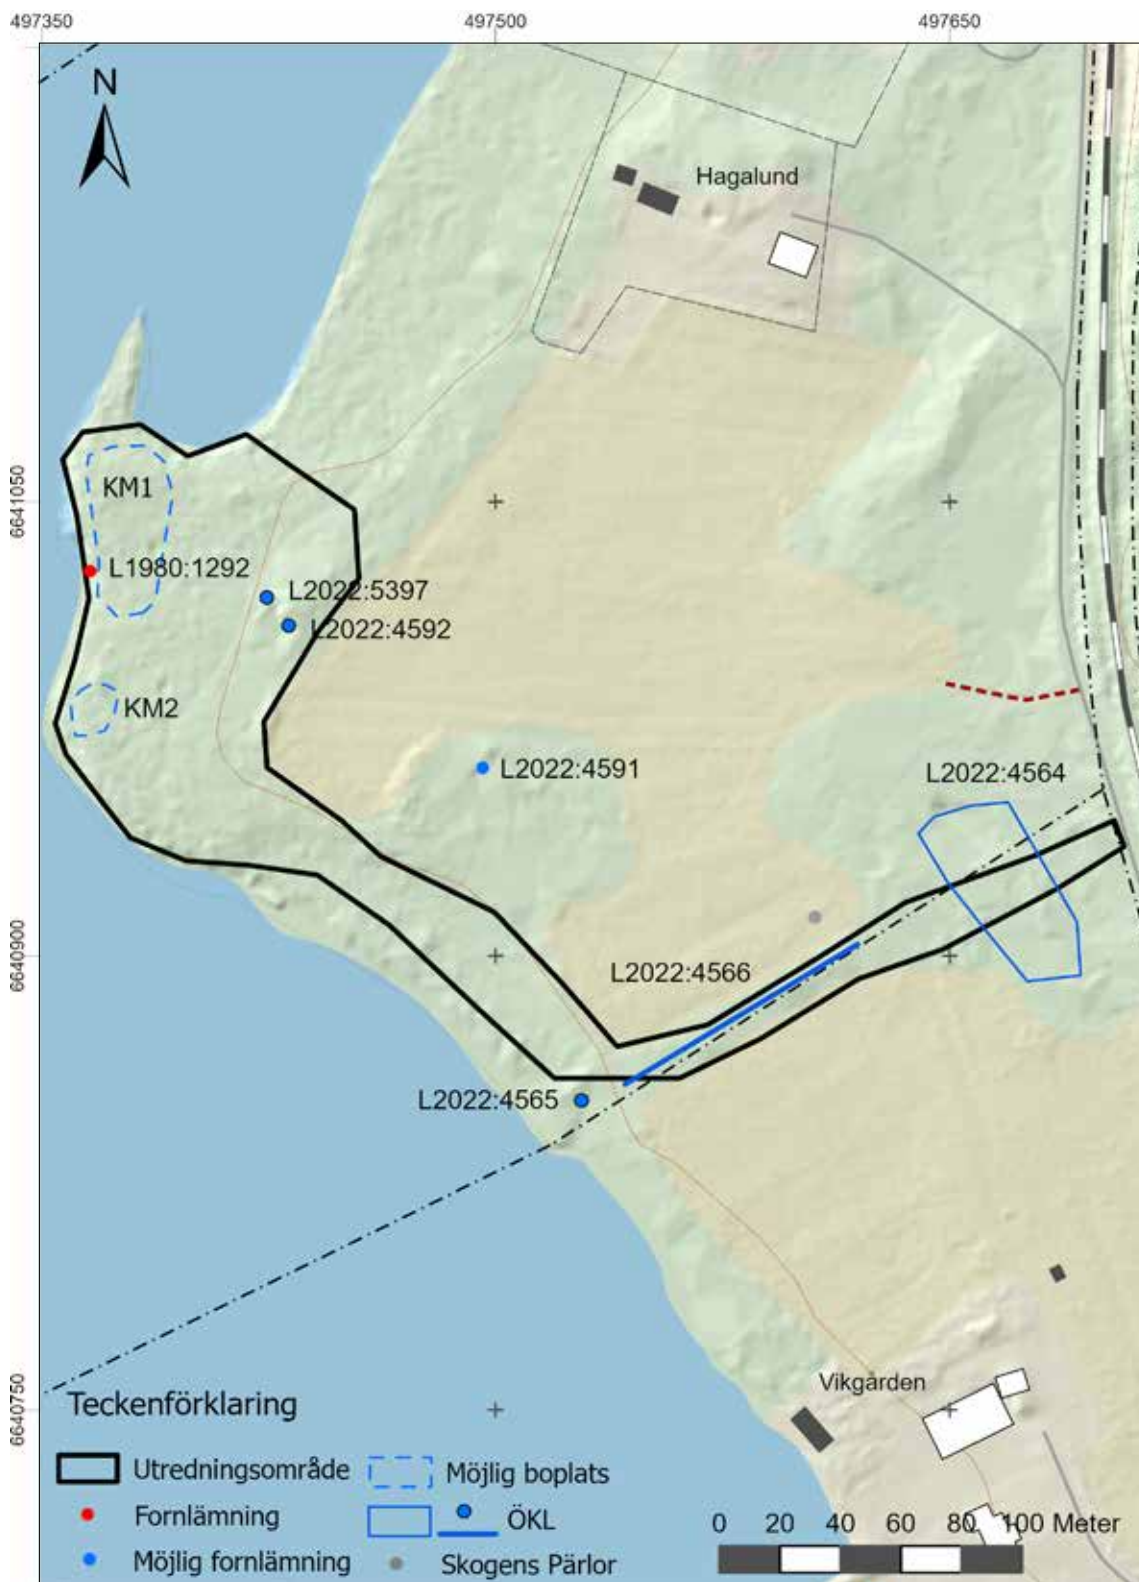 497350 497500 497650
N
Hagalund
6641050
KM1
L1980:1292
L2022:5397
L2022:4592
KM2
L2022:4591
L2022:4564
6640900
L2022:4566
L2022:4565
6640750
Vikgården
Teckenförklaring
Utredningsområde
Möjlig boplats
Fornlämning
ÖKL
Möjlig fornlämning
Skogens Pärlor
0 20 40 60 80 100 Meter